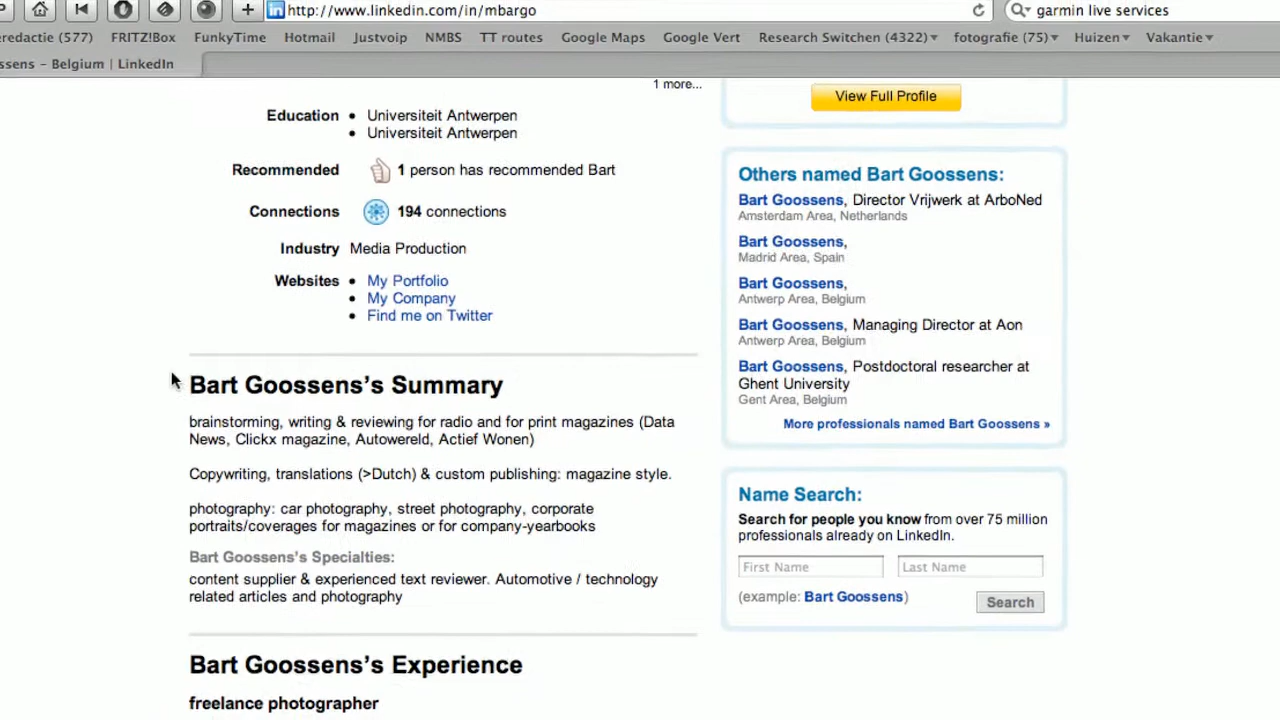 http://www.linkedin.com/in/mbargo
garmin live services
redactie (577) FRITZ!Box FunkyTime Hotmail Justvoip NMBS TT routes Google Maps Google Vert Research Switchen (4322) fotografie (75) Huizen Vakantie
ssens – Belgium | LinkedIn
1 more...
Education
• Universiteit Antwerpen
• Universiteit Antwerpen
Recommended 1 person has recommended Bart
Connections 194 connections
Industry Media Production
Websites
• My Portfolio
• My Company
• Find me on Twitter
Bart Goossens's Summary
brainstorming, writing & reviewing for radio and for print magazines (Data
News, Clickx magazine, Autowereld, Actief Wonen)
Copywriting, translations (>Dutch) & custom publishing: magazine style.
photography: car photography, street photography, corporate
portraits/coverages for magazines or for company-yearbooks
Bart Goossens's Specialties:
content supplier & experienced text reviewer. Automotive / technology
related articles and photography
Bart Goossens's Experience
freelance photographer
View Full Profile
Others named Bart Goossens:
Bart Goossens, Director Vrijwerk at ArboNed
Amsterdam Area, Netherlands
Bart Goossens,
Madrid Area, Spain
Bart Goossens,
Antwerp Area, Belgium
Bart Goossens, Managing Director at Aon
Antwerp Area, Belgium
Bart Goossens, Postdoctoral researcher at
Ghent University
Gent Area, Belgium
More professionals named Bart Goossens »
Name Search:
Search for people you know from over 75 million
professionals already on LinkedIn.
First Name Last Name
(example: Bart Goossens)
Search